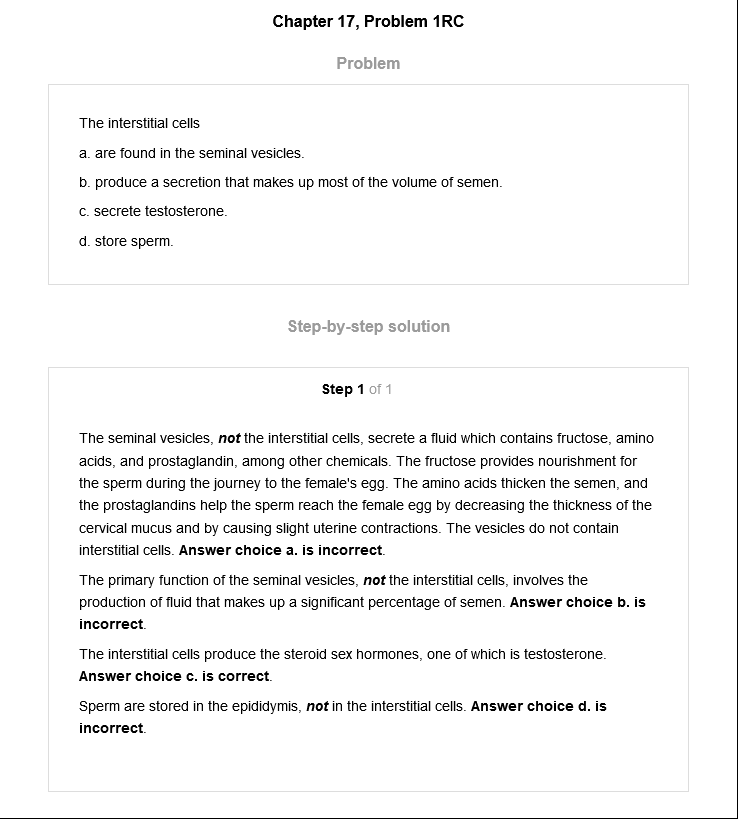 Chapter 17, Problem 1RC
Problem
The interstitial cells
a. are found in the seminal vesicles.
b. produce a secretion that makes up most of the volume of semen.
c. secrete testosterone.
d. store sperm.
Step-by-step solution
Step 1 of 1
The seminal vesicles, not the interstitial cells, secrete a fluid which contains fructose, amino
acids, and prostaglandin, among other chemicals. The fructose provides nourishment for
the sperm during the journey to the female's egg. The amino acids thicken the semen, and
the prostaglandins help the sperm reach the female egg by decreasing the thickness of the
cervical mucus and by causing slight uterine contractions. The vesicles do not contain
interstitial cells. Answer choice a. is incorrect.
The primary function of the seminal vesicles, not the interstitial cells, involves the
production of fluid that makes up a significant percentage of semen. Answer choice b. is
incorrect.
The interstitial cells produce the steroid sex hormones, one of which is testosterone.
Answer choice c. is correct.
Sperm are stored in the epididymis, not in the interstitial cells. Answer choice d. is
incorrect.